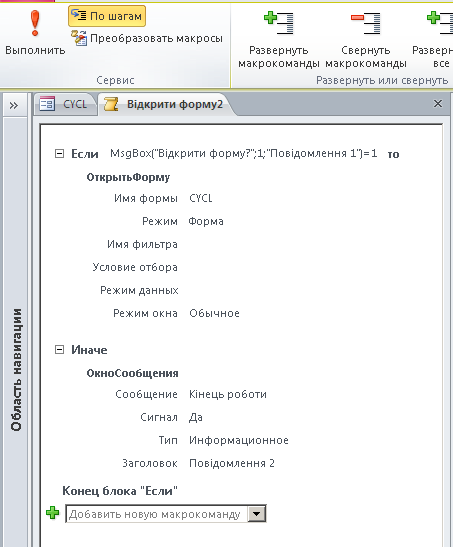 По шагам
Выполнить
Преобразовать макросы
Развернуть макрокоманды
Свернуть макрокоманды
все
Сервис
Развернуть или свернуть
CYCL
Відкрити форму2
Область навигации
Если MsgBox("Відкрити форму?";1;"Повідомлення 1")=1 то
ОткрытьФорму
Имя формы CYCL
Режим Форма
Имя фильтра
Условие отбора
Режим данных
Режим окна Обычное
Иначе
ОкноСообщения
Сообщение Кінець роботи
Сигнал Да
Тип Информационное
Заголовок Повідомлення 2
Конец блока "Если"
Добавить новую макрокоманду